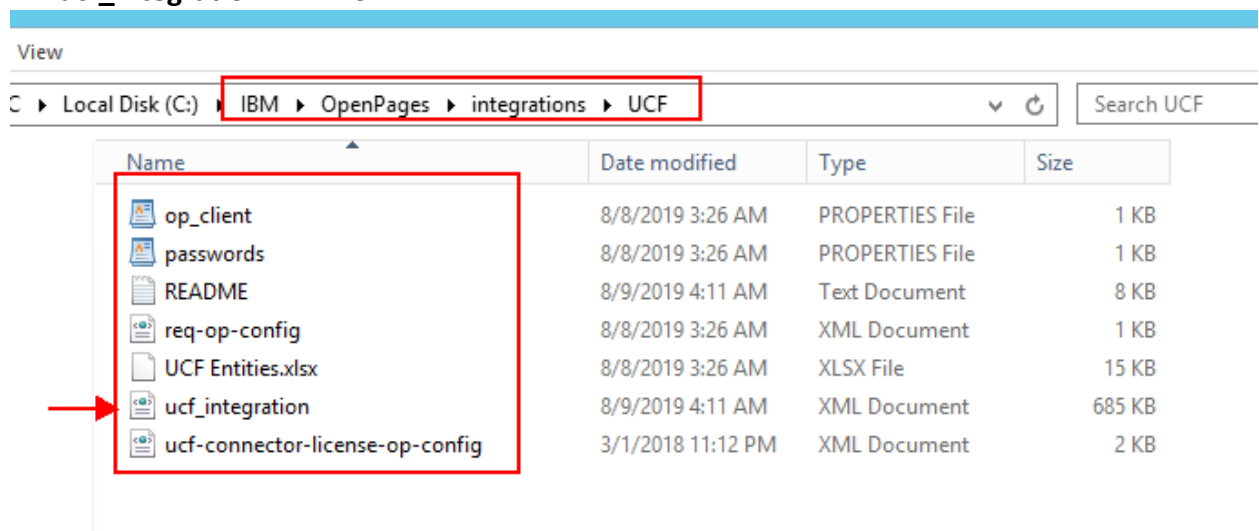 View
C ▸ Local Disk (C:) ▸ IBM ▸ OpenPages ▸ integrations ▸ UCF Search UCF
Name Date modified Type Size
op_client 8/8/2019 3:26 AM PROPERTIES File 1 KB
passwords 8/8/2019 3:26 AM PROPERTIES File 1 KB
README 8/9/2019 4:11 AM Text Document 8 KB
req-op-config 8/8/2019 3:26 AM XML Document 1 KB
UCF Entities.xlsx 8/8/2019 3:26 AM XLSX File 15 KB
ucf_integration 8/9/2019 4:11 AM XML Document 685 KB
ucf-connector-license-op-config 3/1/2018 11:12 PM XML Document 2 KB